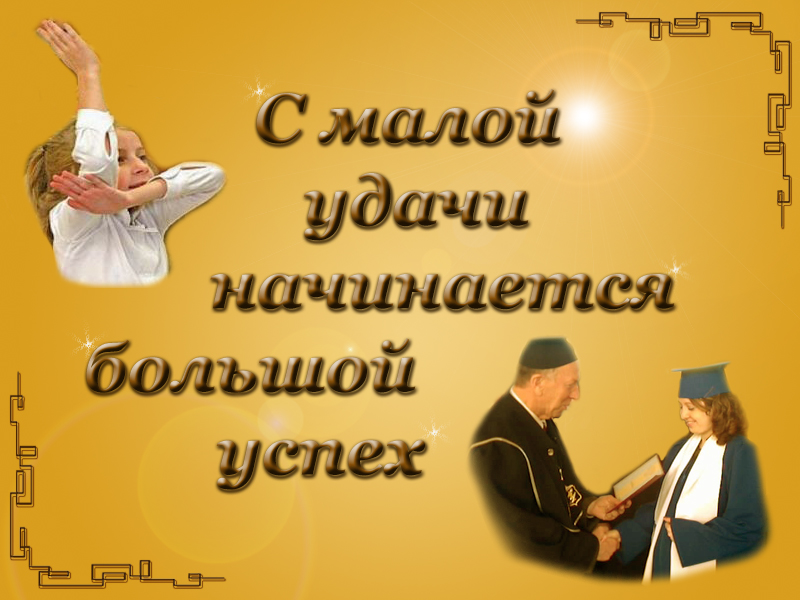 С малой
удачи
начинается
большой
успех